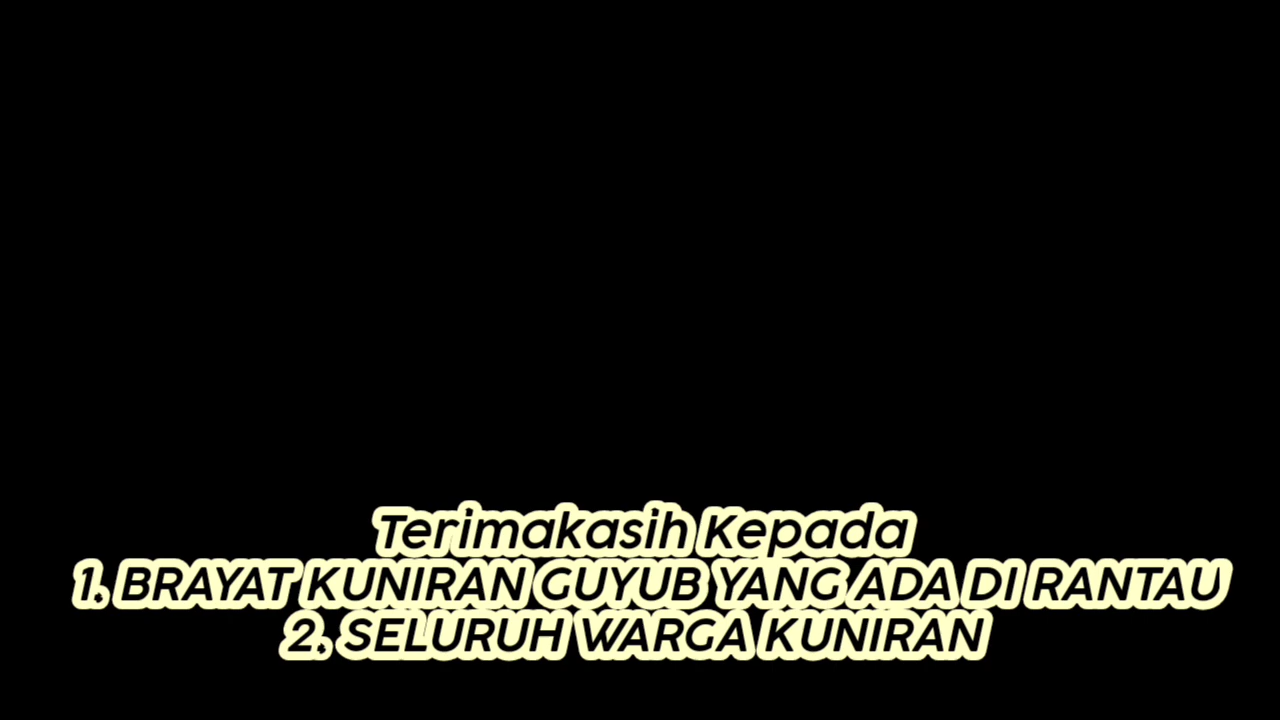 Terimakasih Kepada
1. BRAYAT KUNIRAN GUYUB YANG ADA DI RANTAU
2. SELURUH WARGA KUNIRAN